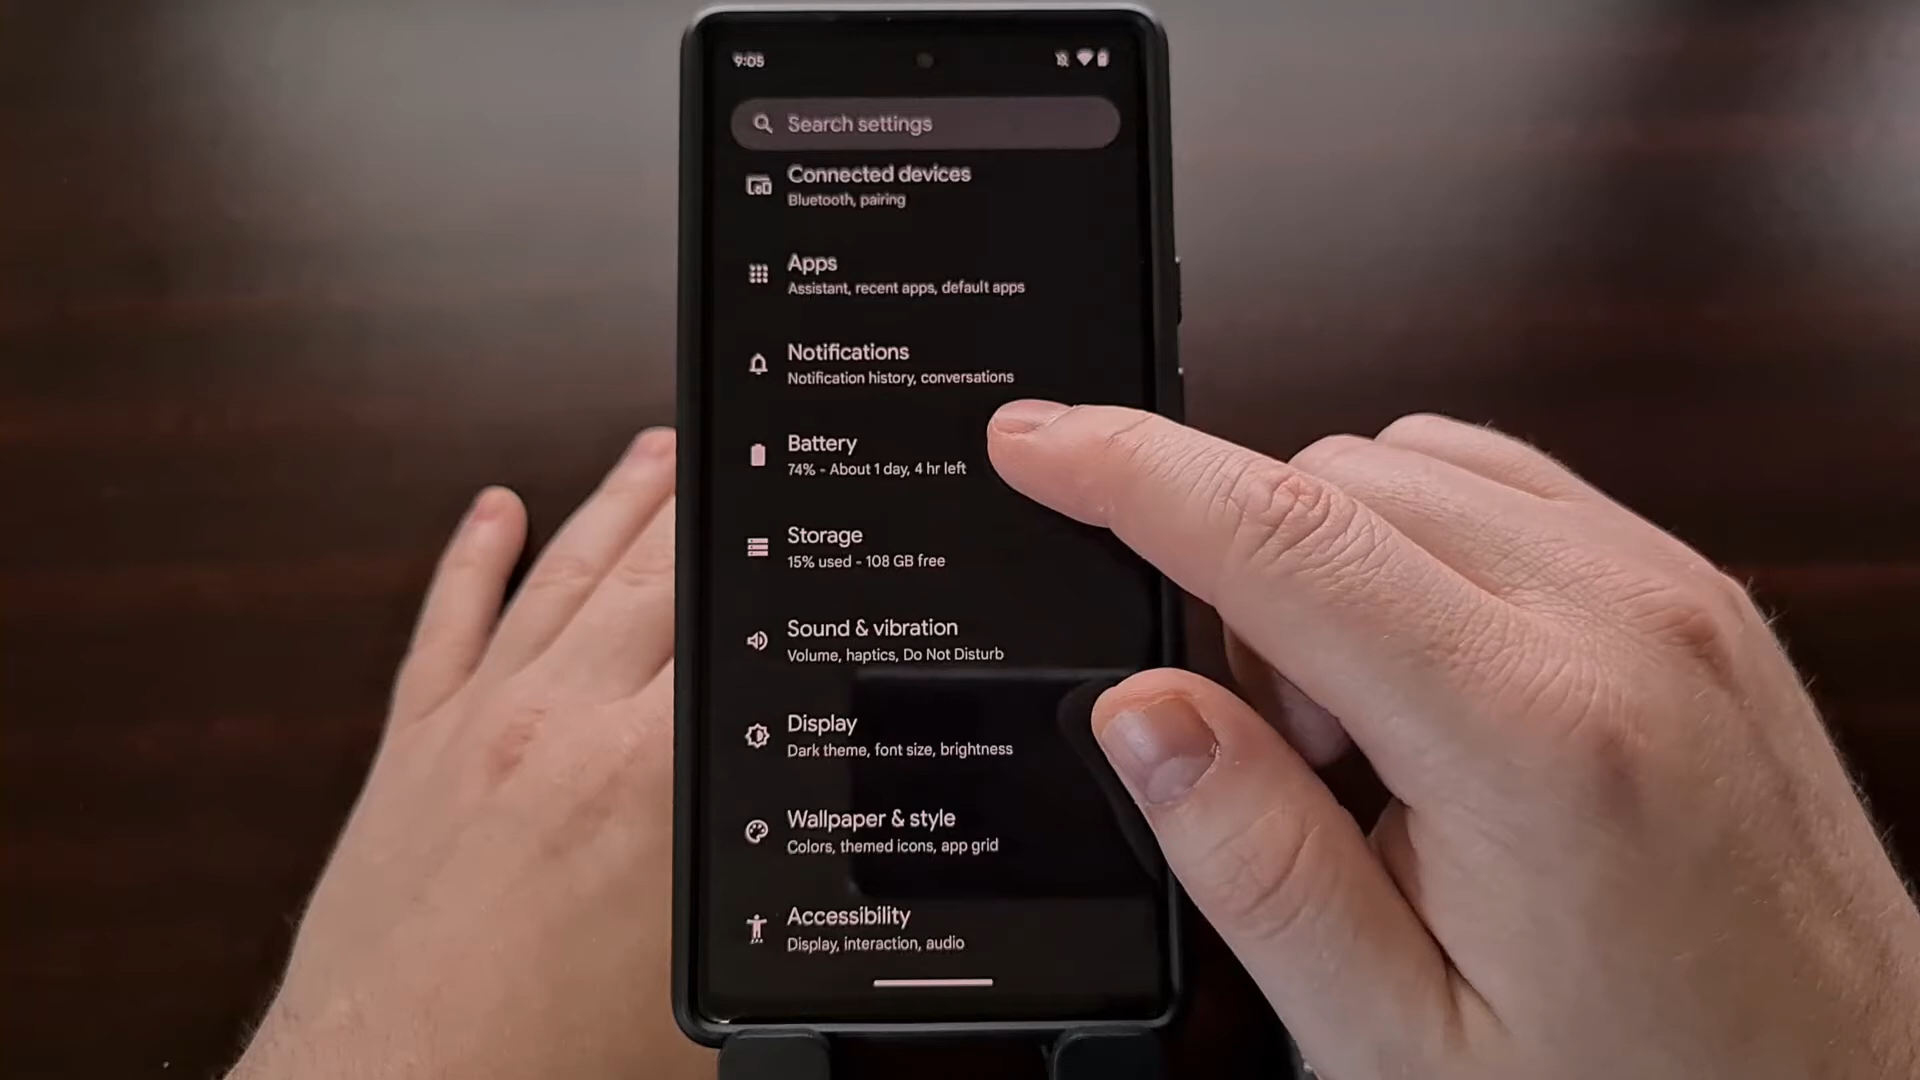 9:05
Search settings
Connected devices
Bluetooth, pairing
Apps
Assistant, recent apps, default apps
Notifications
Notification history, conversations
Battery
74% - About 1 day, 4 hr left
Storage
15% used - 108 GB free
Sound & vibration
Volume, haptics, Do Not Disturb
Display
Dark theme, font size, brightness
Wallpaper & style
Colors, themed icons, app grid
Accessibility
Display, interaction, audio